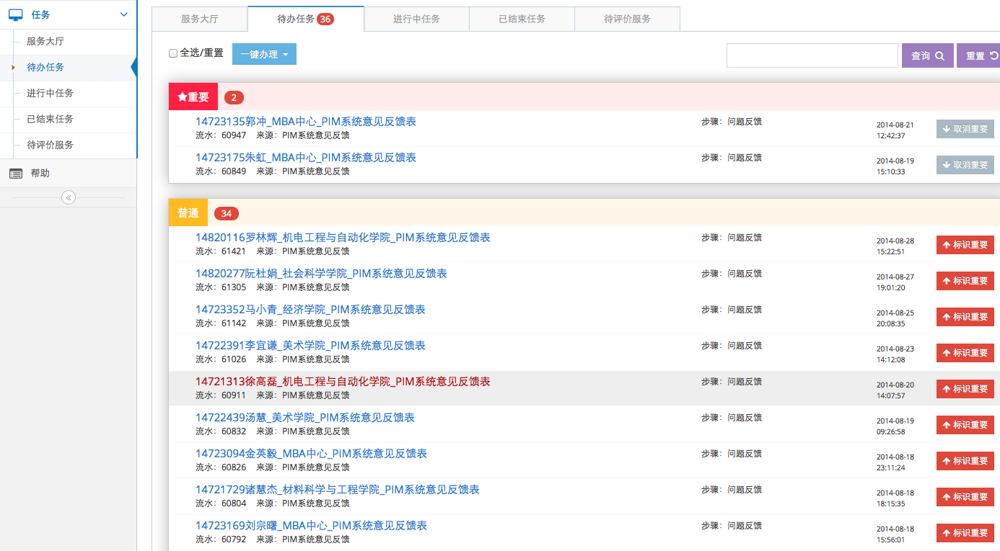 任务
服务大厅
待办任务
进行中任务
已结束任务
待评价服务
帮助
服务大厅 待办任务 36 进行中任务 已结束任务 待评价服务
全选/重置 一键办理 查询 重置
重要 2
14723135郭冲_MBA中心_PIM系统意见反馈表 步骤：问题反馈 2014-08-21
流水：60947 来源：PIM系统意见反馈 12:42:37 取消重要
14723175朱虹_MBA中心_PIM系统意见反馈表 步骤：问题反馈 2014-08-19
流水：60849 来源：PIM系统意见反馈 15:10:33 取消重要
普通 34
14820116罗林辉_机电工程与自动化学院_PIM系统意见反馈表 步骤：问题反馈 2014-08-28
流水：61421 来源：PIM系统意见反馈 15:22:51 标识重要
14820277阮杜娟_社会科学学院_PIM系统意见反馈表 步骤：问题反馈 2014-08-27
流水：61305 来源：PIM系统意见反馈 19:01:20 标识重要
14723352马小青_经济学院_PIM系统意见反馈表 步骤：问题反馈 2014-08-25
流水：61142 来源：PIM系统意见反馈 20:08:35 标识重要
14722391李宜谦_美术学院_PIM系统意见反馈表 步骤：问题反馈 2014-08-23
流水：61026 来源：PIM系统意见反馈 14:12:08 标识重要
14721313徐高磊_机电工程与自动化学院_PIM系统意见反馈表 步骤：问题反馈 2014-08-20
流水：60911 来源：PIM系统意见反馈 14:07:57 标识重要
14722439汤慧_美术学院_PIM系统意见反馈表 步骤：问题反馈 2014-08-19
流水：60832 来源：PIM系统意见反馈 09:26:58 标识重要
14723094金英毅_MBA中心_PIM系统意见反馈表 步骤：问题反馈 2014-08-18
流水：60826 来源：PIM系统意见反馈 23:11:24 标识重要
14721729诸慧杰_材料科学与工程学院_PIM系统意见反馈表 步骤：问题反馈 2014-08-18
流水：60804 来源：PIM系统意见反馈 18:15:35 标识重要
14723169刘宗曙_MBA中心_PIM系统意见反馈表 步骤：问题反馈 2014-08-18
流水：60792 来源：PIM系统意见反馈 15:56:01 标识重要